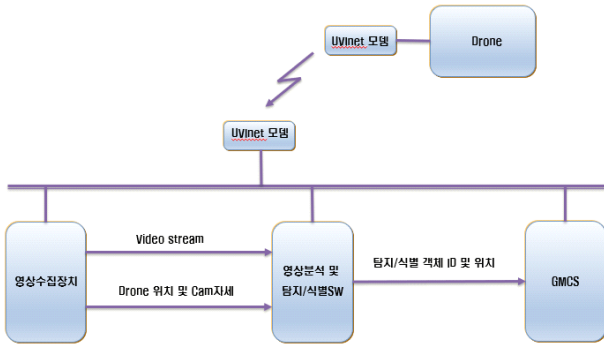 UVInet 모뎀
Drone
UVInet 모뎀
영상수집장치
Video stream
Drone 위치 및 Cam자세
영상분석 및
탐지/식별SW
탐지/식별 객체 ID 및 위치
GMCS